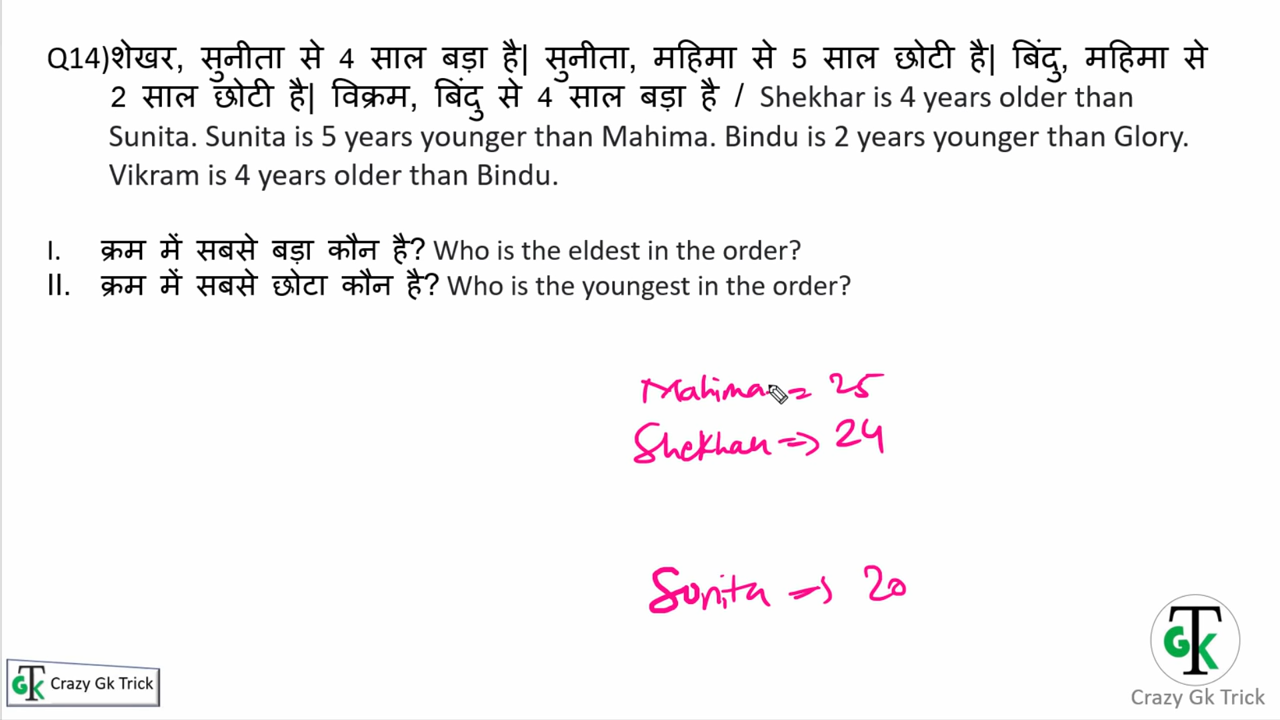 Q14)शेखर, सुनीता से 4 साल बड़ा है| सुनीता, महिमा से 5 साल छोटी है| बिंदु, महिमा से
2 साल छोटी है| विक्रम, बिंदु से 4 साल बड़ा है / Shekhar is 4 years older than
Sunita. Sunita is 5 years younger than Mahima. Bindu is 2 years younger than Glory.
Vikram is 4 years older than Bindu.
I. क्रम में सबसे बड़ा कौन है? Who is the eldest in the order?
II. क्रम में सबसे छोटा कौन है? Who is the youngest in the order?
Mahima = 25
Shekhar => 24
Sunita => 20
GTK Crazy Gk Trick
GTK
Crazy Gk Trick